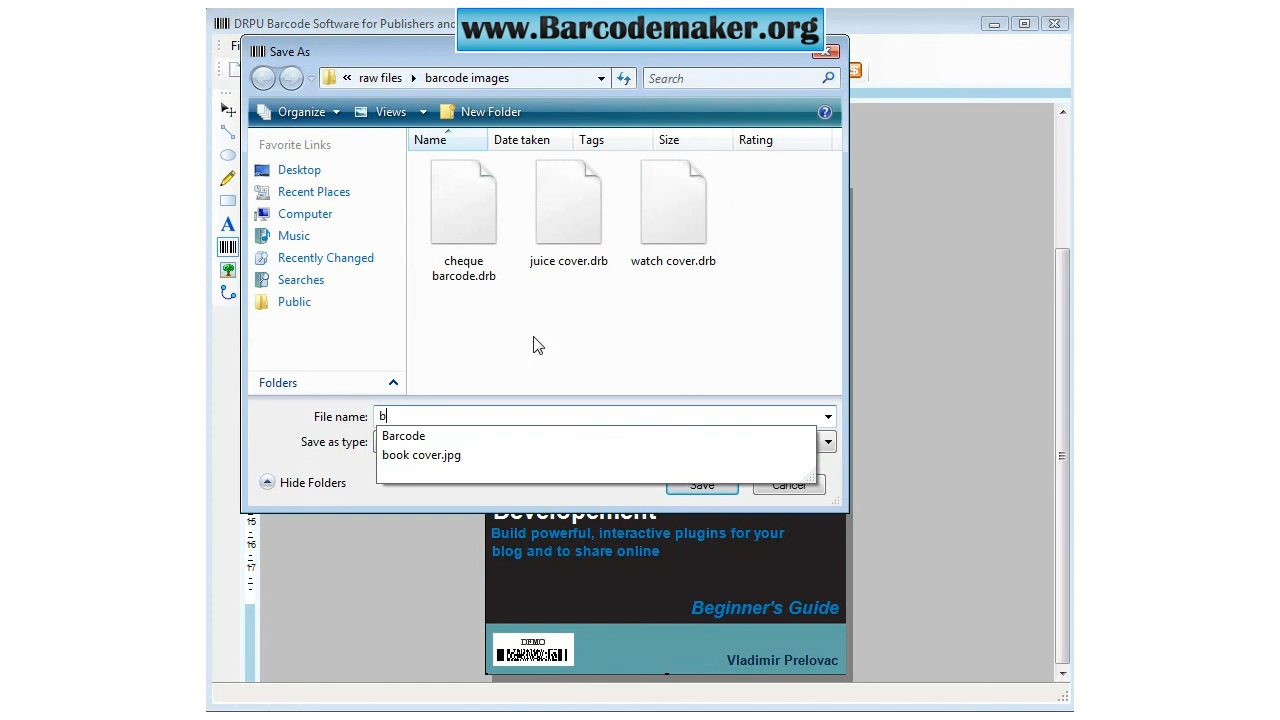 DRPU Barcode Software for Publishers and
www.Barcodemaker.org
Save As
raw files
barcode images
Search
Organize
Views
New Folder
Favorite Links
Name
Date taken
Tags
Size
Rating
Desktop
Recent Places
Computer
Music
Recently Changed
Searches
Public
cheque
barcode.drb
juice cover.drb
watch cover.drb
Folders
File name:
b
Barcode
book cover.jpg
Save as type:
Hide Folders
Save
Cancel
15
16
17
Developement
Build powerful, interactive plugins for your
blog and to share online
Beginner's Guide
DEMO
Vladimir Prelovac